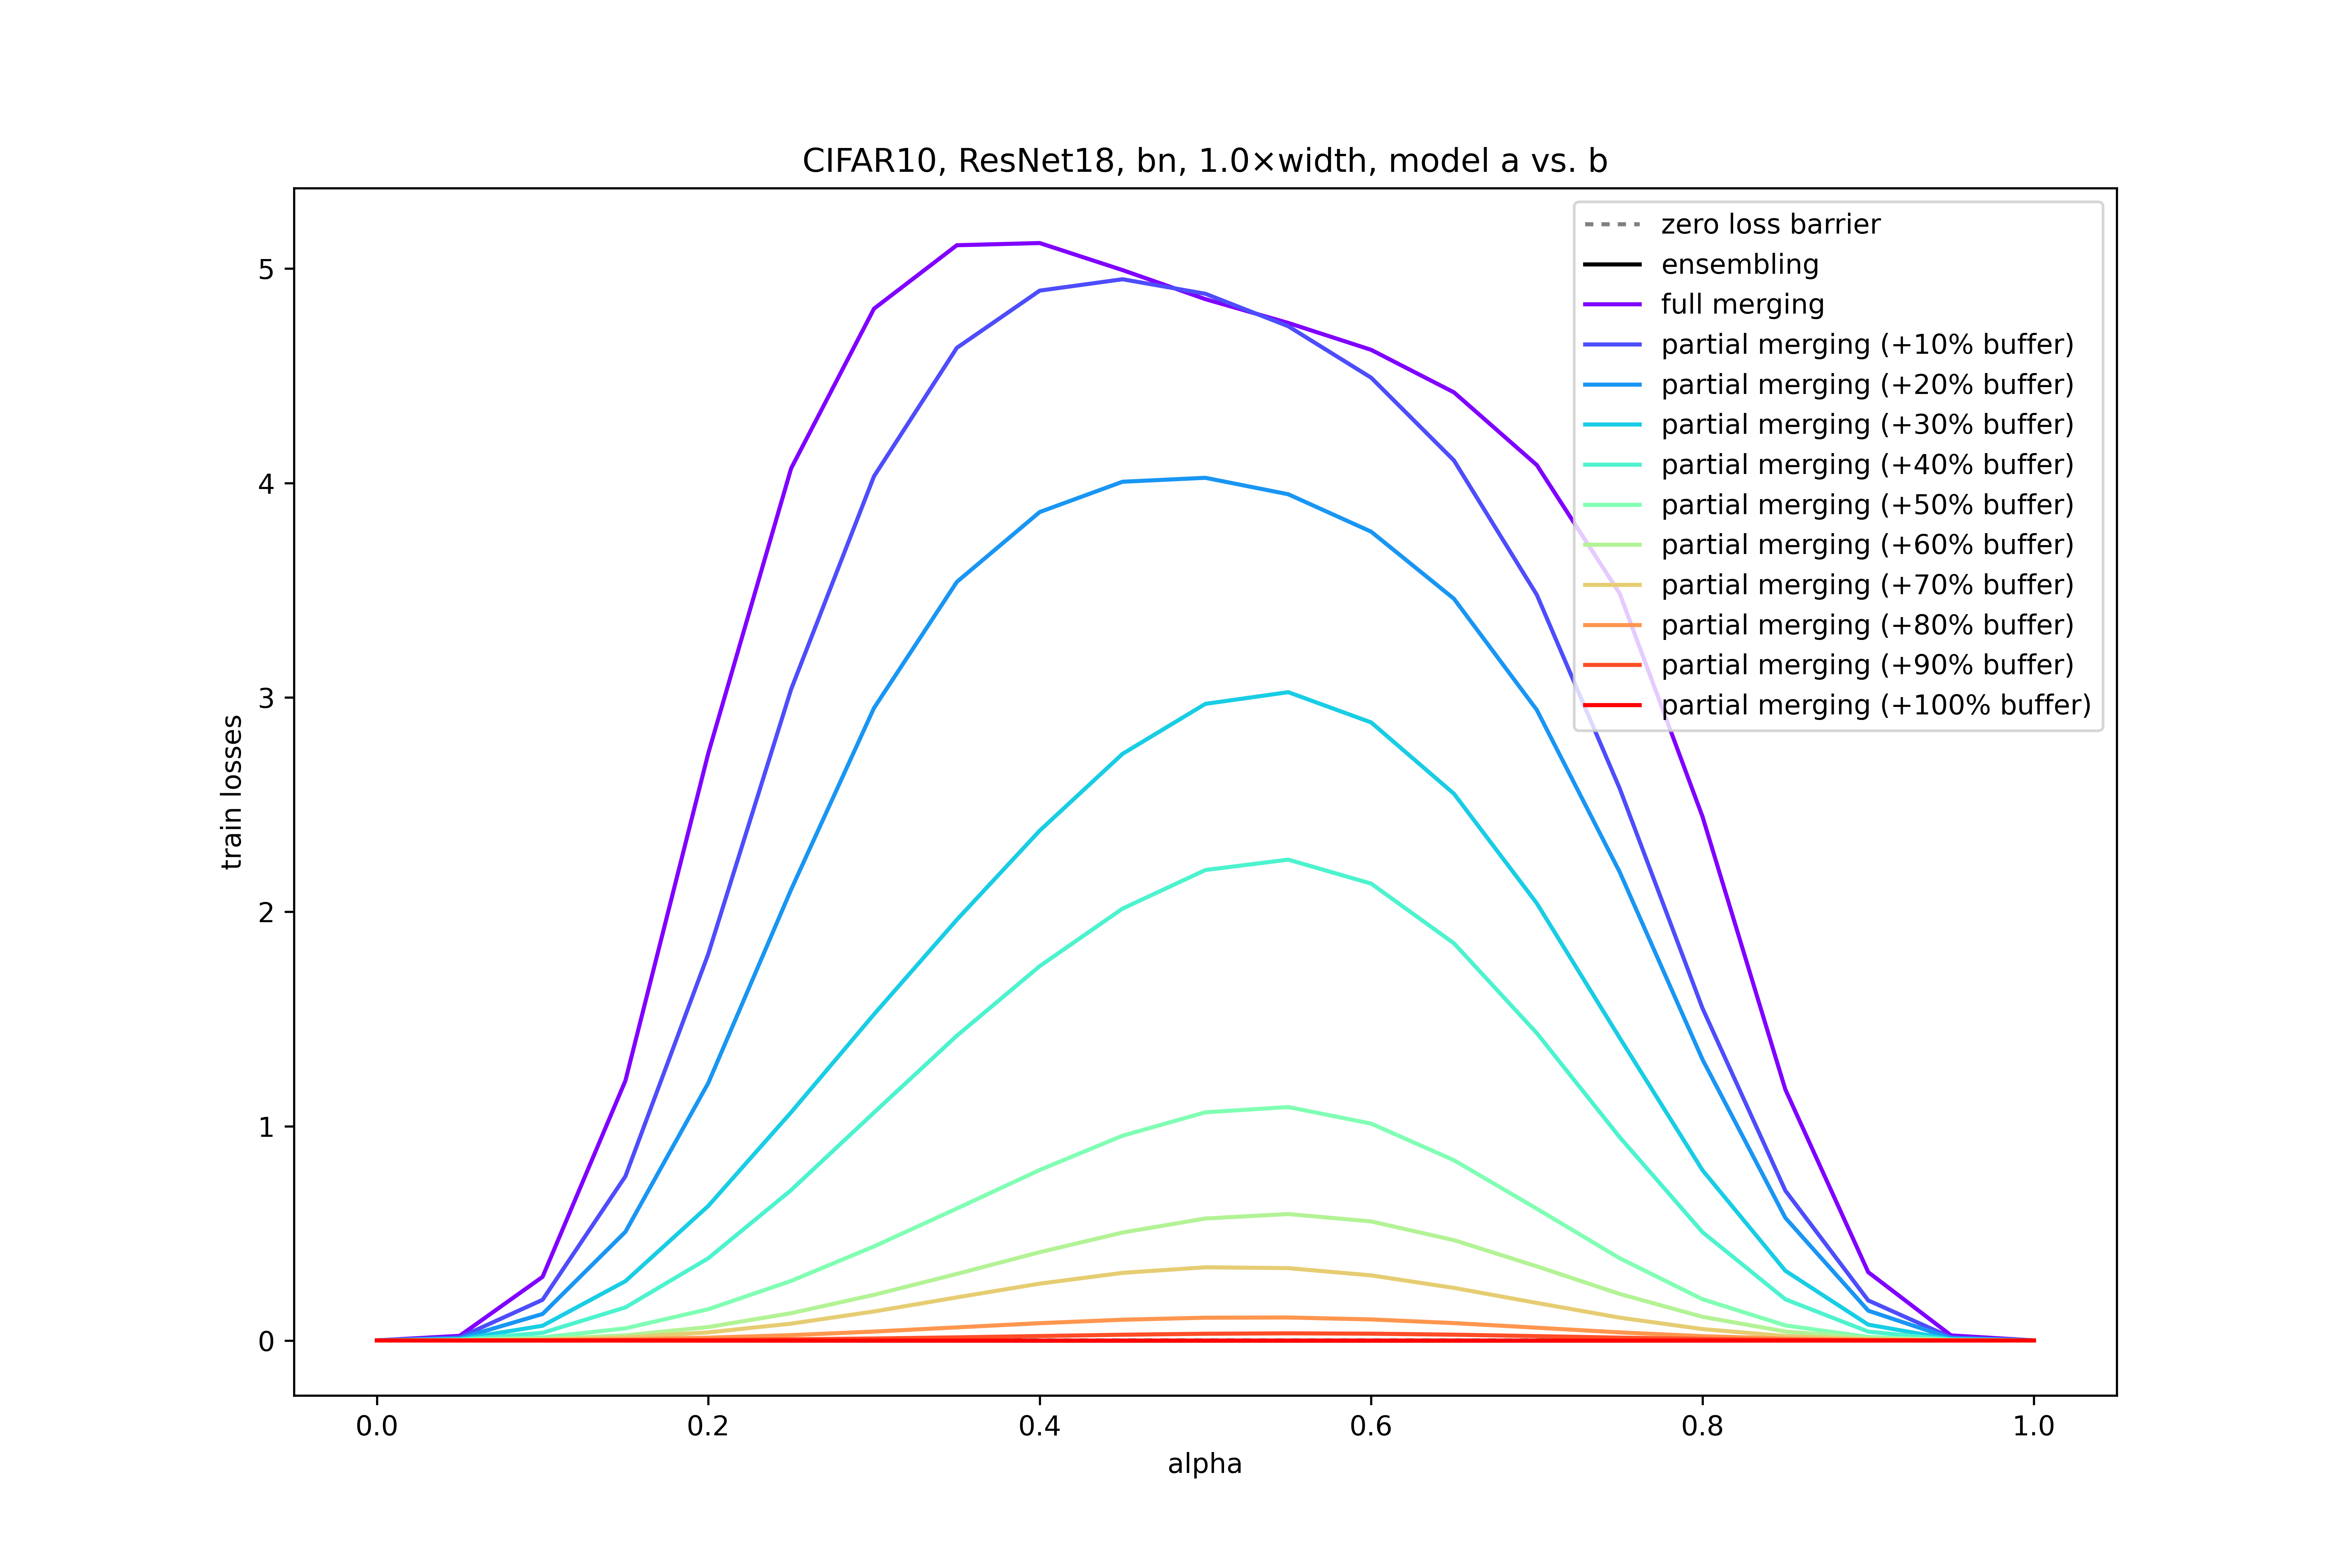 CIFAR10, ResNet18, bn, 1.0×width, model a vs. b
zero loss barrier
ensembling
full merging
partial merging (+10% buffer)
partial merging (+20% buffer)
partial merging (+30% buffer)
partial merging (+40% buffer)
partial merging (+50% buffer)
partial merging (+60% buffer)
partial merging (+70% buffer)
partial merging (+80% buffer)
partial merging (+90% buffer)
partial merging (+100% buffer)
train losses
5
4
3
2
1
0
0.0 0.2 0.4 0.6 0.8 1.0
alpha